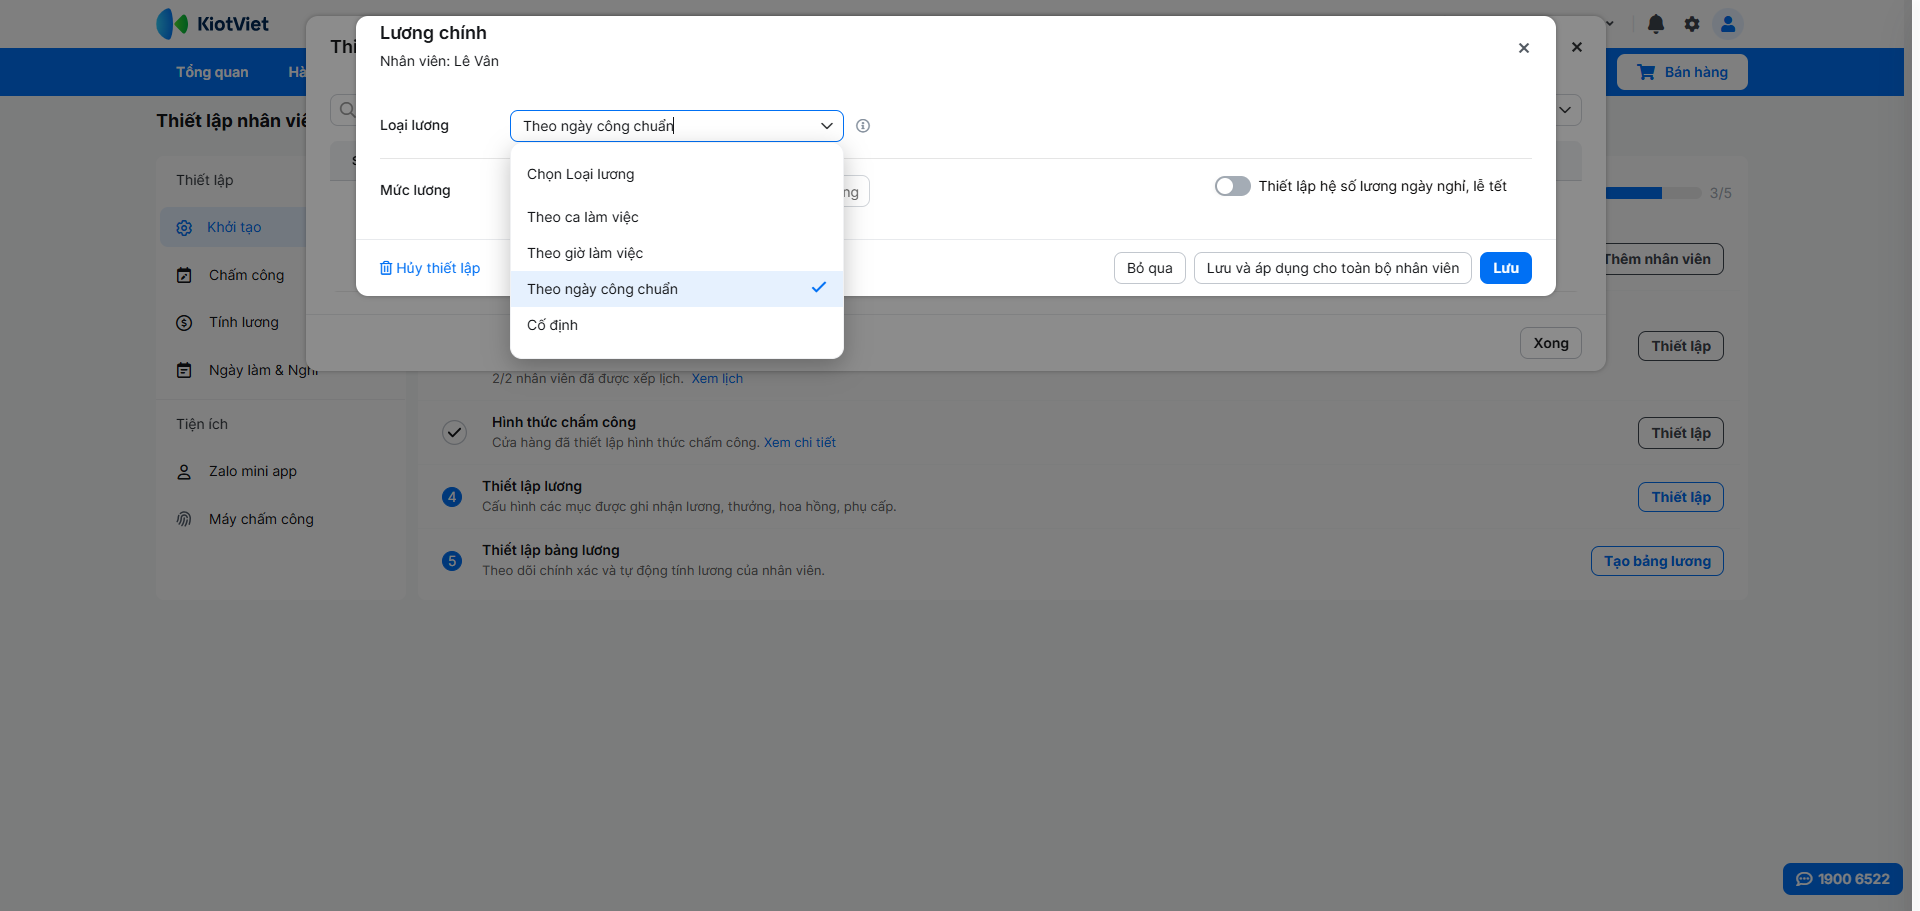 KiotViet
Tổng quan
Bán hàng
Thiết lập nhân
3/5
Thiết lập
Khởi tạo
Chấm công
Tính lương
Ngày làm & Nghỉ
Tiện ích
Zalo mini app
Máy chấm công
Lương chính
Nhân viên: Lê Vân
Loại lương
Theo ngày công chuẩn
Chọn Loại lương
Theo ca làm việc
Theo giờ làm việc
Theo ngày công chuẩn
Cố định
Mức lương
Thiết lập hệ số lương ngày nghỉ, lễ tết
Hủy thiết lập
Bỏ qua
Lưu và áp dụng cho toàn bộ nhân viên
Lưu
Thêm nhân viên
Xong
Thiết lập
2/2 nhân viên đã được xếp lịch. Xem lịch
Hình thức chấm công
Cửa hàng đã thiết lập hình thức chấm công. Xem chi tiết
Thiết lập
4
Thiết lập lương
Cấu hình các mục được ghi nhận lương, thưởng, hoa hồng, phụ cấp.
Thiết lập
5
Thiết lập bảng lương
Theo dõi chính xác và tự động tính lương của nhân viên.
Tạo bảng lương
1900 6522